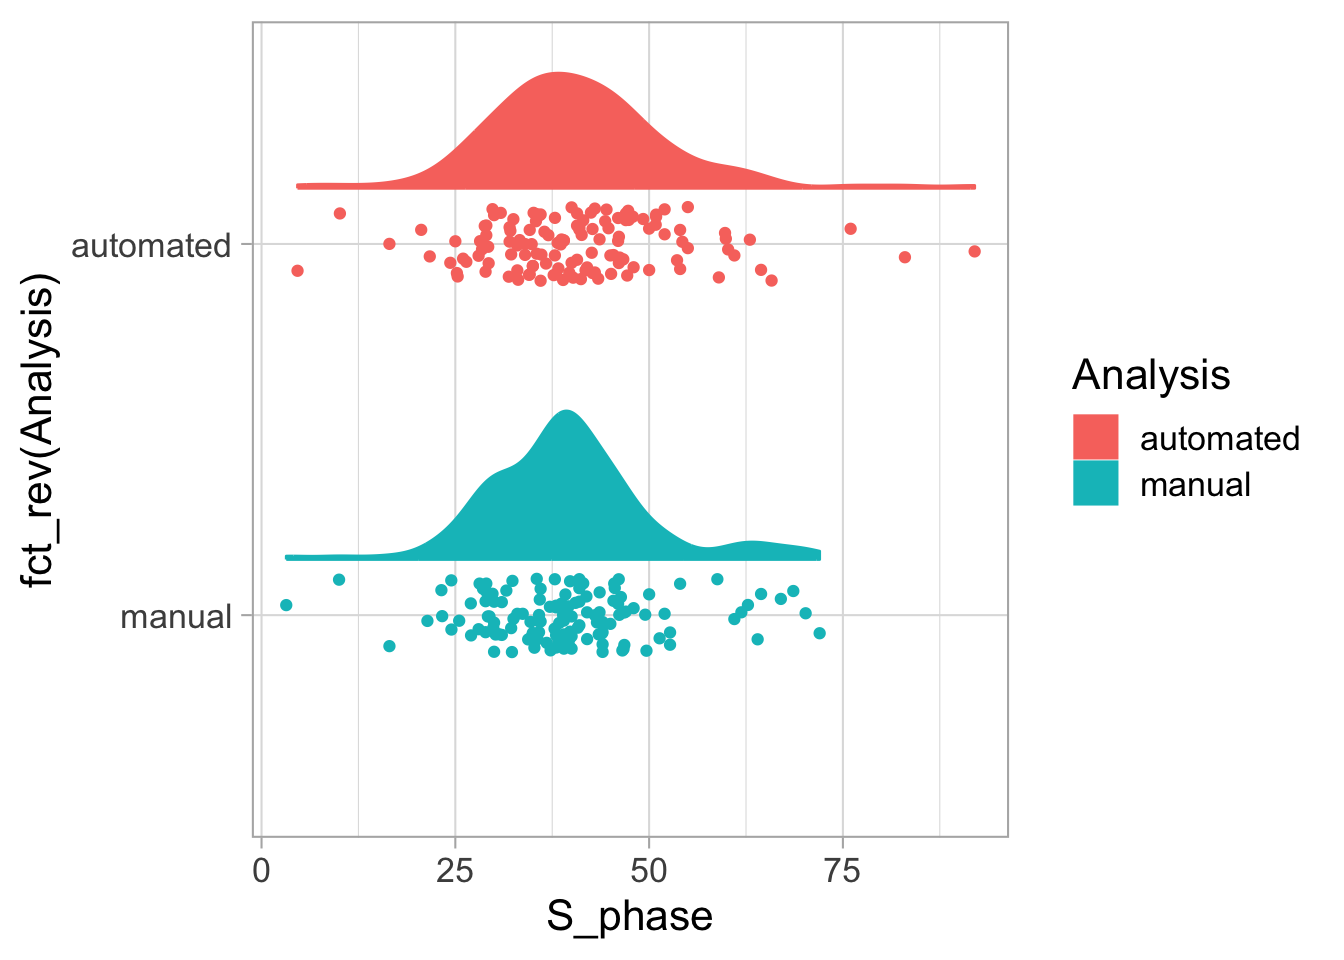 fct_rev(Analysis)
automated
manual
0 25 50 75
S_phase
Analysis
automated
manual